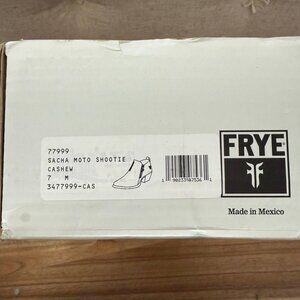 77999
SACHA MOTO SHOOTIE
CASHEW
7 M
3477999-CAS
FRYE
Made in Mexico